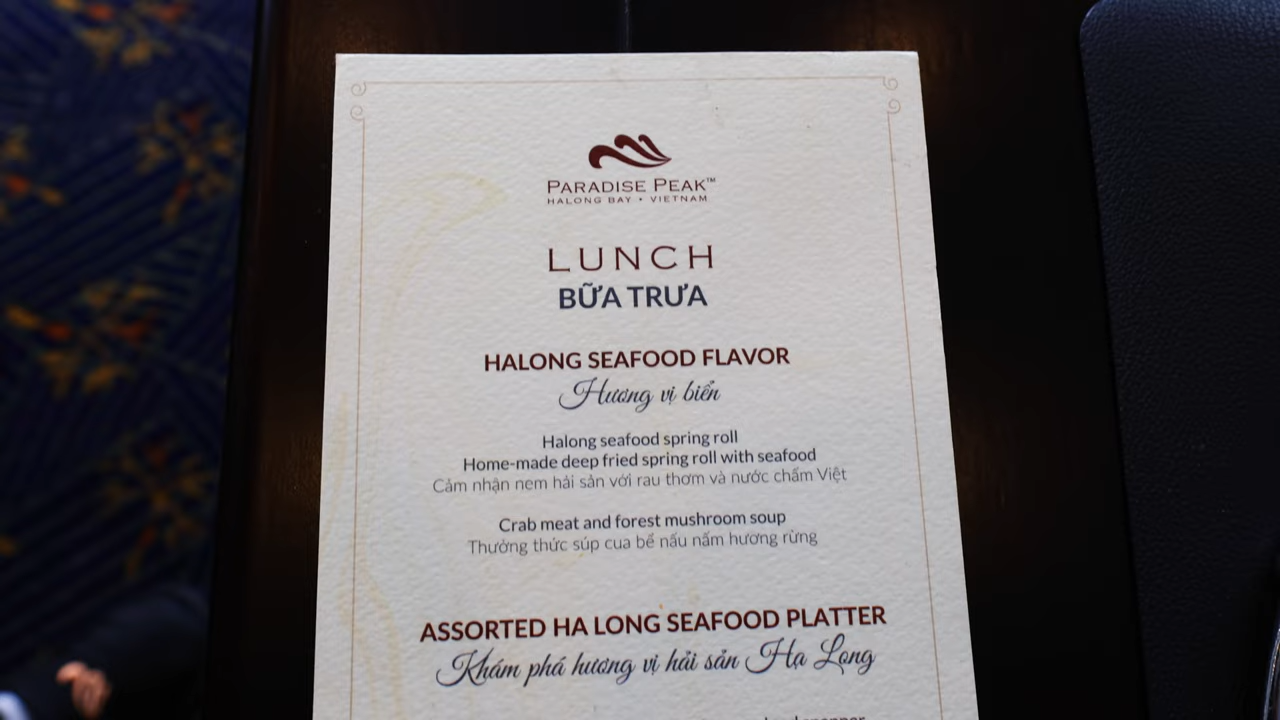 PARADISE PEAK™
HALONG BAY • VIETNAM
LUNCH
BỮA TRƯA
HALONG SEAFOOD FLAVOR
Hương vị biển
Halong seafood spring roll
Home-made deep fried spring roll with seafood
Cảm nhận nem hải sản với rau thơm và nước chấm Việt
Crab meat and forest mushroom soup
Thưởng thức súp cua bể nấu nấm hương rừng
ASSORTED HA LONG SEAFOOD PLATTER
Khám phá hương vị hải sản Hạ Long